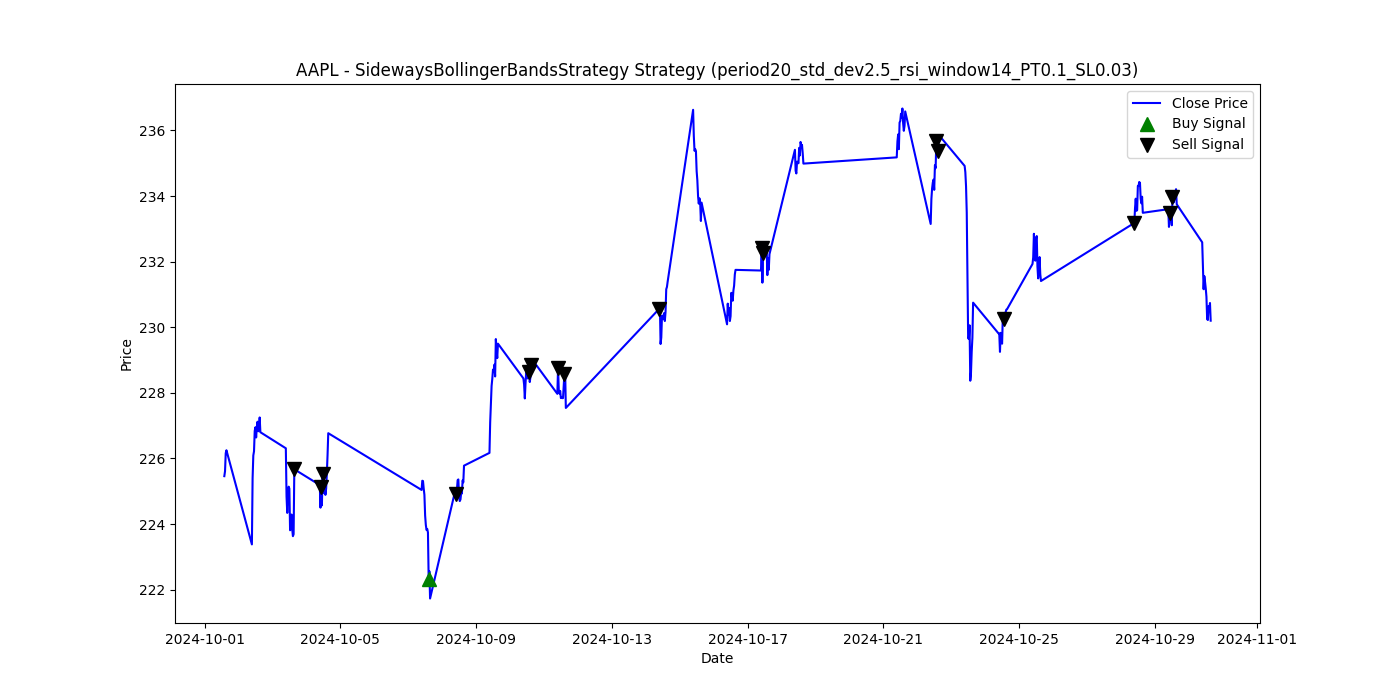 AAPL - SidewaysBollingerBandsStrategy Strategy (period20_std_dev2.5_rsi_window14_PT0.1_SL0.03)
Close Price
Buy Signal
Sell Signal
236
234
232
230
228
226
224
222
Price
2024-10-01 2024-10-05 2024-10-09 2024-10-13 2024-10-17 2024-10-21 2024-10-25 2024-10-29 2024-11-01
Date